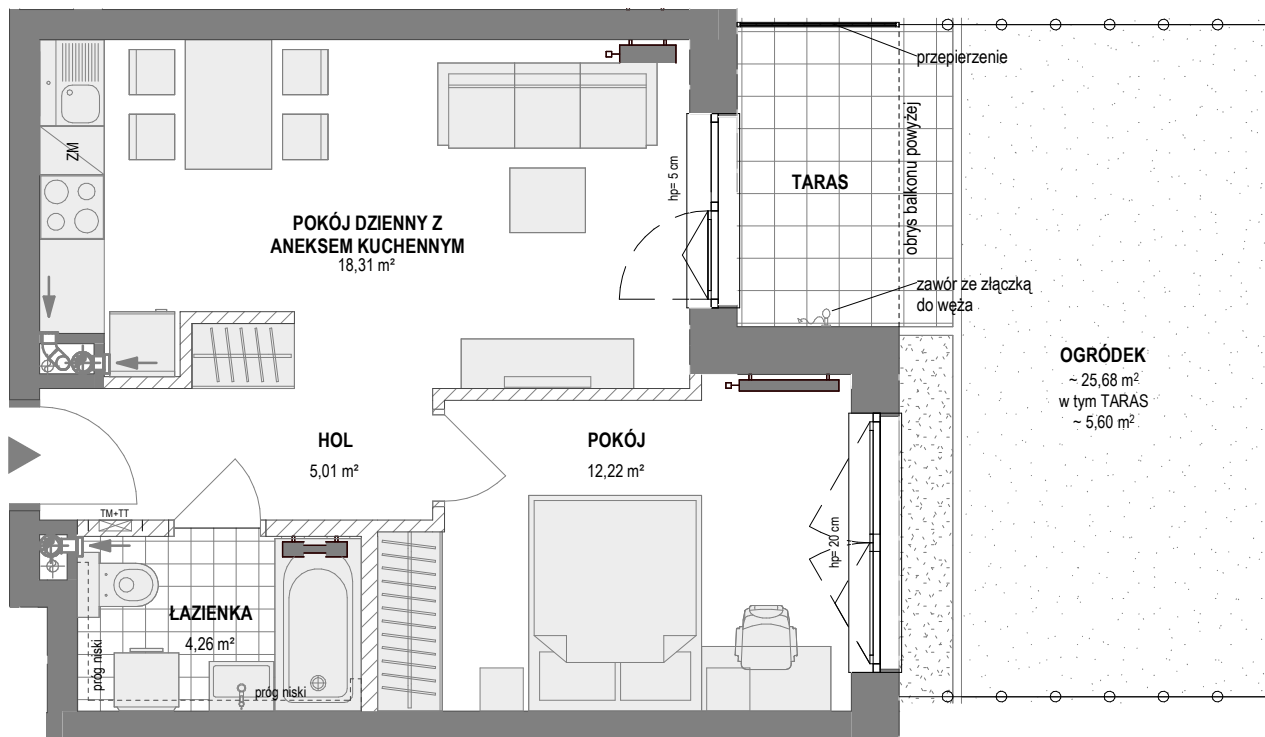 przepierzenie
ZM
hp= 5 cm
TARAS
obrys balkonu powyżej
POKÓJ DZIENNY Z
ANEKSEM KUCHENNYM
18,31 m²
zawór ze złączką
do węża
OGRÓDEK
~ 25,68 m²
w tym TARAS
~ 5,60 m²
HOL
5,01 m²
POKÓJ
12,22 m²
TM+TT
hp= 20 cm
ŁAZIENKA
4,26 m²
próg niski
próg niski